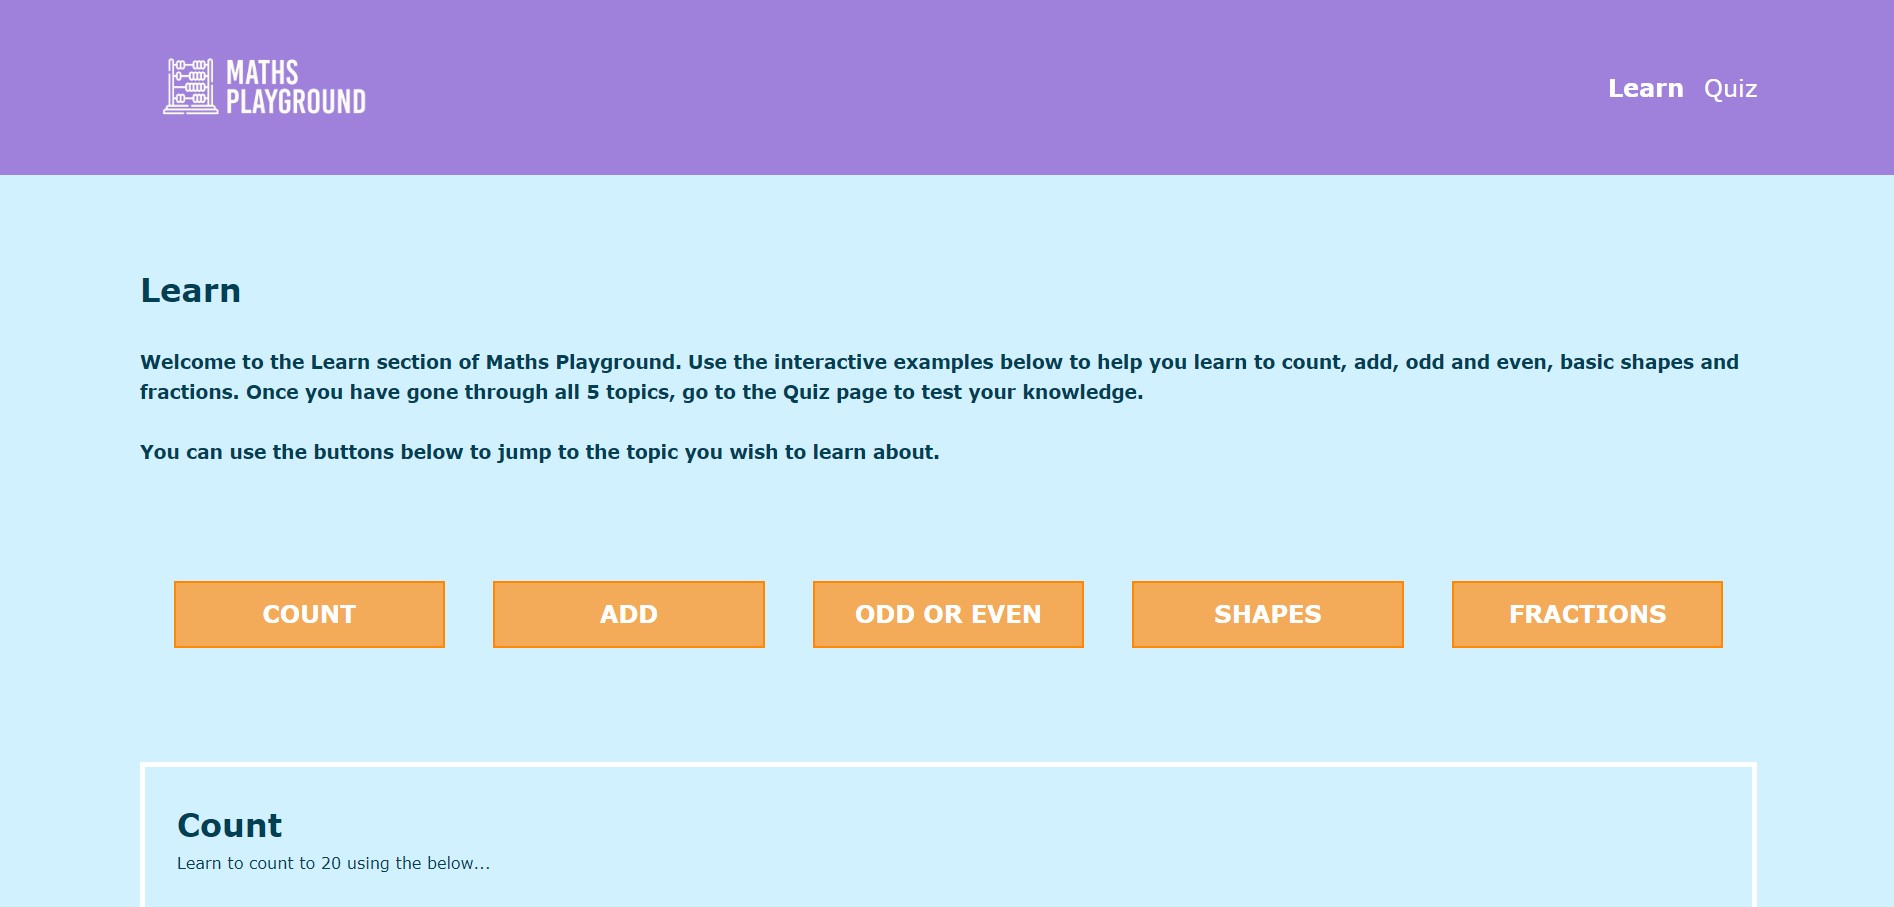 MATHS
PLAYGROUND
Learn Quiz
Learn
Welcome to the Learn section of Maths Playground. Use the interactive examples below to help you learn to count, add, odd and even, basic shapes and
fractions. Once you have gone through all 5 topics, go to the Quiz page to test your knowledge.
You can use the buttons below to jump to the topic you wish to learn about.
COUNT ADD ODD OR EVEN SHAPES FRACTIONS
Count
Learn to count to 20 using the below...